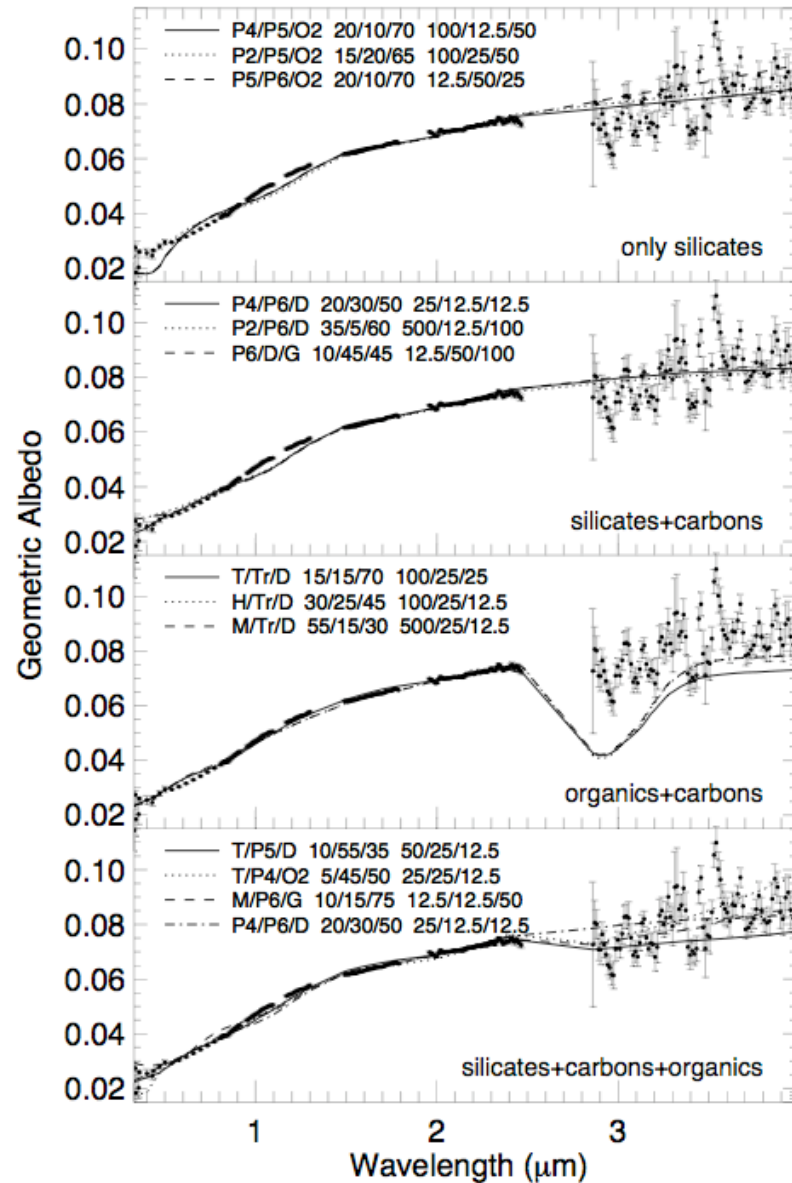 P4/P5/O2 20/10/70 100/12.5/50
P2/P5/O2 15/20/65 100/25/50
P5/P6/O2 20/10/70 12.5/50/25
0.10
0.08
0.06
0.04
0.02
only silicates
P4/P6/D 20/30/50 25/12.5/12.5
P2/P6/D 35/5/60 500/12.5/100
P6/D/G 10/45/45 12.5/50/100
0.10
0.08
0.06
0.04
0.02
silicates+carbons
Geometric Albedo
T/Tr/D 15/15/70 100/25/25
H/Tr/D 30/25/45 100/25/12.5
M/Tr/D 55/15/30 500/25/12.5
0.10
0.08
0.06
0.04
0.02
organics+carbons
T/P5/D 10/55/35 50/25/12.5
T/P4/O2 5/45/50 25/25/12.5
M/P6/G 10/15/75 12.5/12.5/50
P4/P6/D 20/30/50 25/12.5/12.5
0.10
0.08
0.06
0.04
0.02
silicates+carbons+organics
1 2 3
Wavelength (μm)